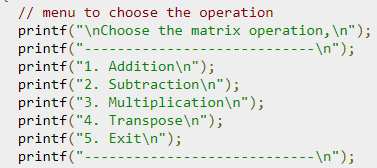 // menu to choose the operation
printf("\nChoose the matrix operation,\n");
printf("----------------------------\n");
printf("1. Addition\n");
printf("2. Subtraction\n");
printf("3. Multiplication\n");
printf("4. Transpose\n");
printf("5. Exit\n");
printf("----------------------------\n");